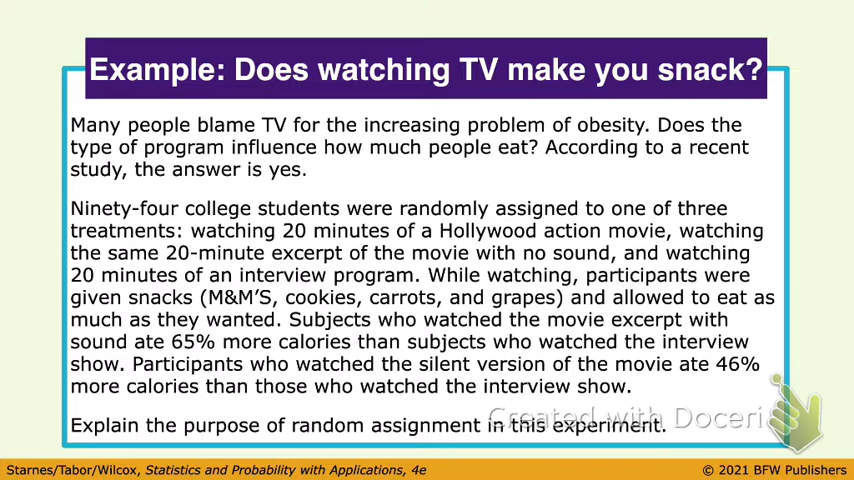 Example: Does watching TV make you snack?
Many people blame TV for the increasing problem of obesity. Does the
type of program influence how much people eat? According to a recent
study, the answer is yes.
Ninety-four college students were randomly assigned to one of three
treatments: watching 20 minutes of a Hollywood action movie, watching
the same 20-minute excerpt of the movie with no sound, and watching
20 minutes of an interview program. While watching, participants were
given snacks (M&M'S, cookies, carrots, and grapes) and allowed to eat as
much as they wanted. Subjects who watched the movie excerpt with
sound ate 65% more calories than subjects who watched the interview
show. Participants who watched the silent version of the movie ate 46%
more calories than those who watched the interview show.
Created with Doceri
Explain the purpose of random assignment in this experiment.
Starnes/Tabor/Wilcox, Statistics and Probability with Applications, 4e
© 2021 BFW Publishers